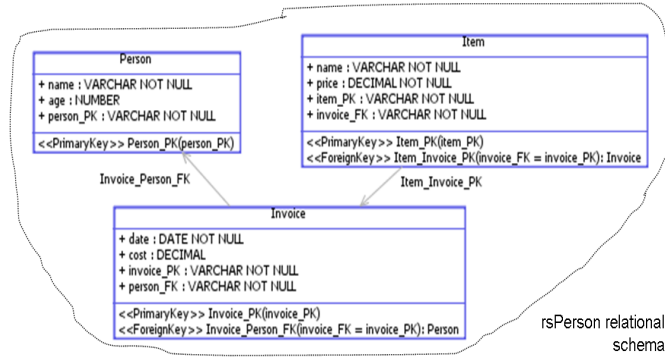 Person
+ name : VARCHAR NOT NULL
+ age : NUMBER
+ person_PK : VARCHAR NOT NULL
<<PrimaryKey>> Person_PK(person_PK)
Item
+ name : VARCHAR NOT NULL
+ price : DECIMAL NOT NULL
+ item_PK : VARCHAR NOT NULL
+ invoice_FK : VARCHAR NOT NULL
<<PrimaryKey>> Item_PK(item_PK)
<<ForeignKey>> Item_Invoice_PK(invoice_FK = invoice_PK): Invoice
Invoice_Person_FK
Item_Invoice_PK
Invoice
+ date : DATE NOT NULL
+ cost : DECIMAL
+ invoice_PK : VARCHAR NOT NULL
+ person_FK : VARCHAR NOT NULL
<<PrimaryKey>> Invoice_PK(invoice_PK)
<<ForeignKey>> Invoice_Person_FK(invoice_FK = invoice_PK): Person
rsPerson relational
schema